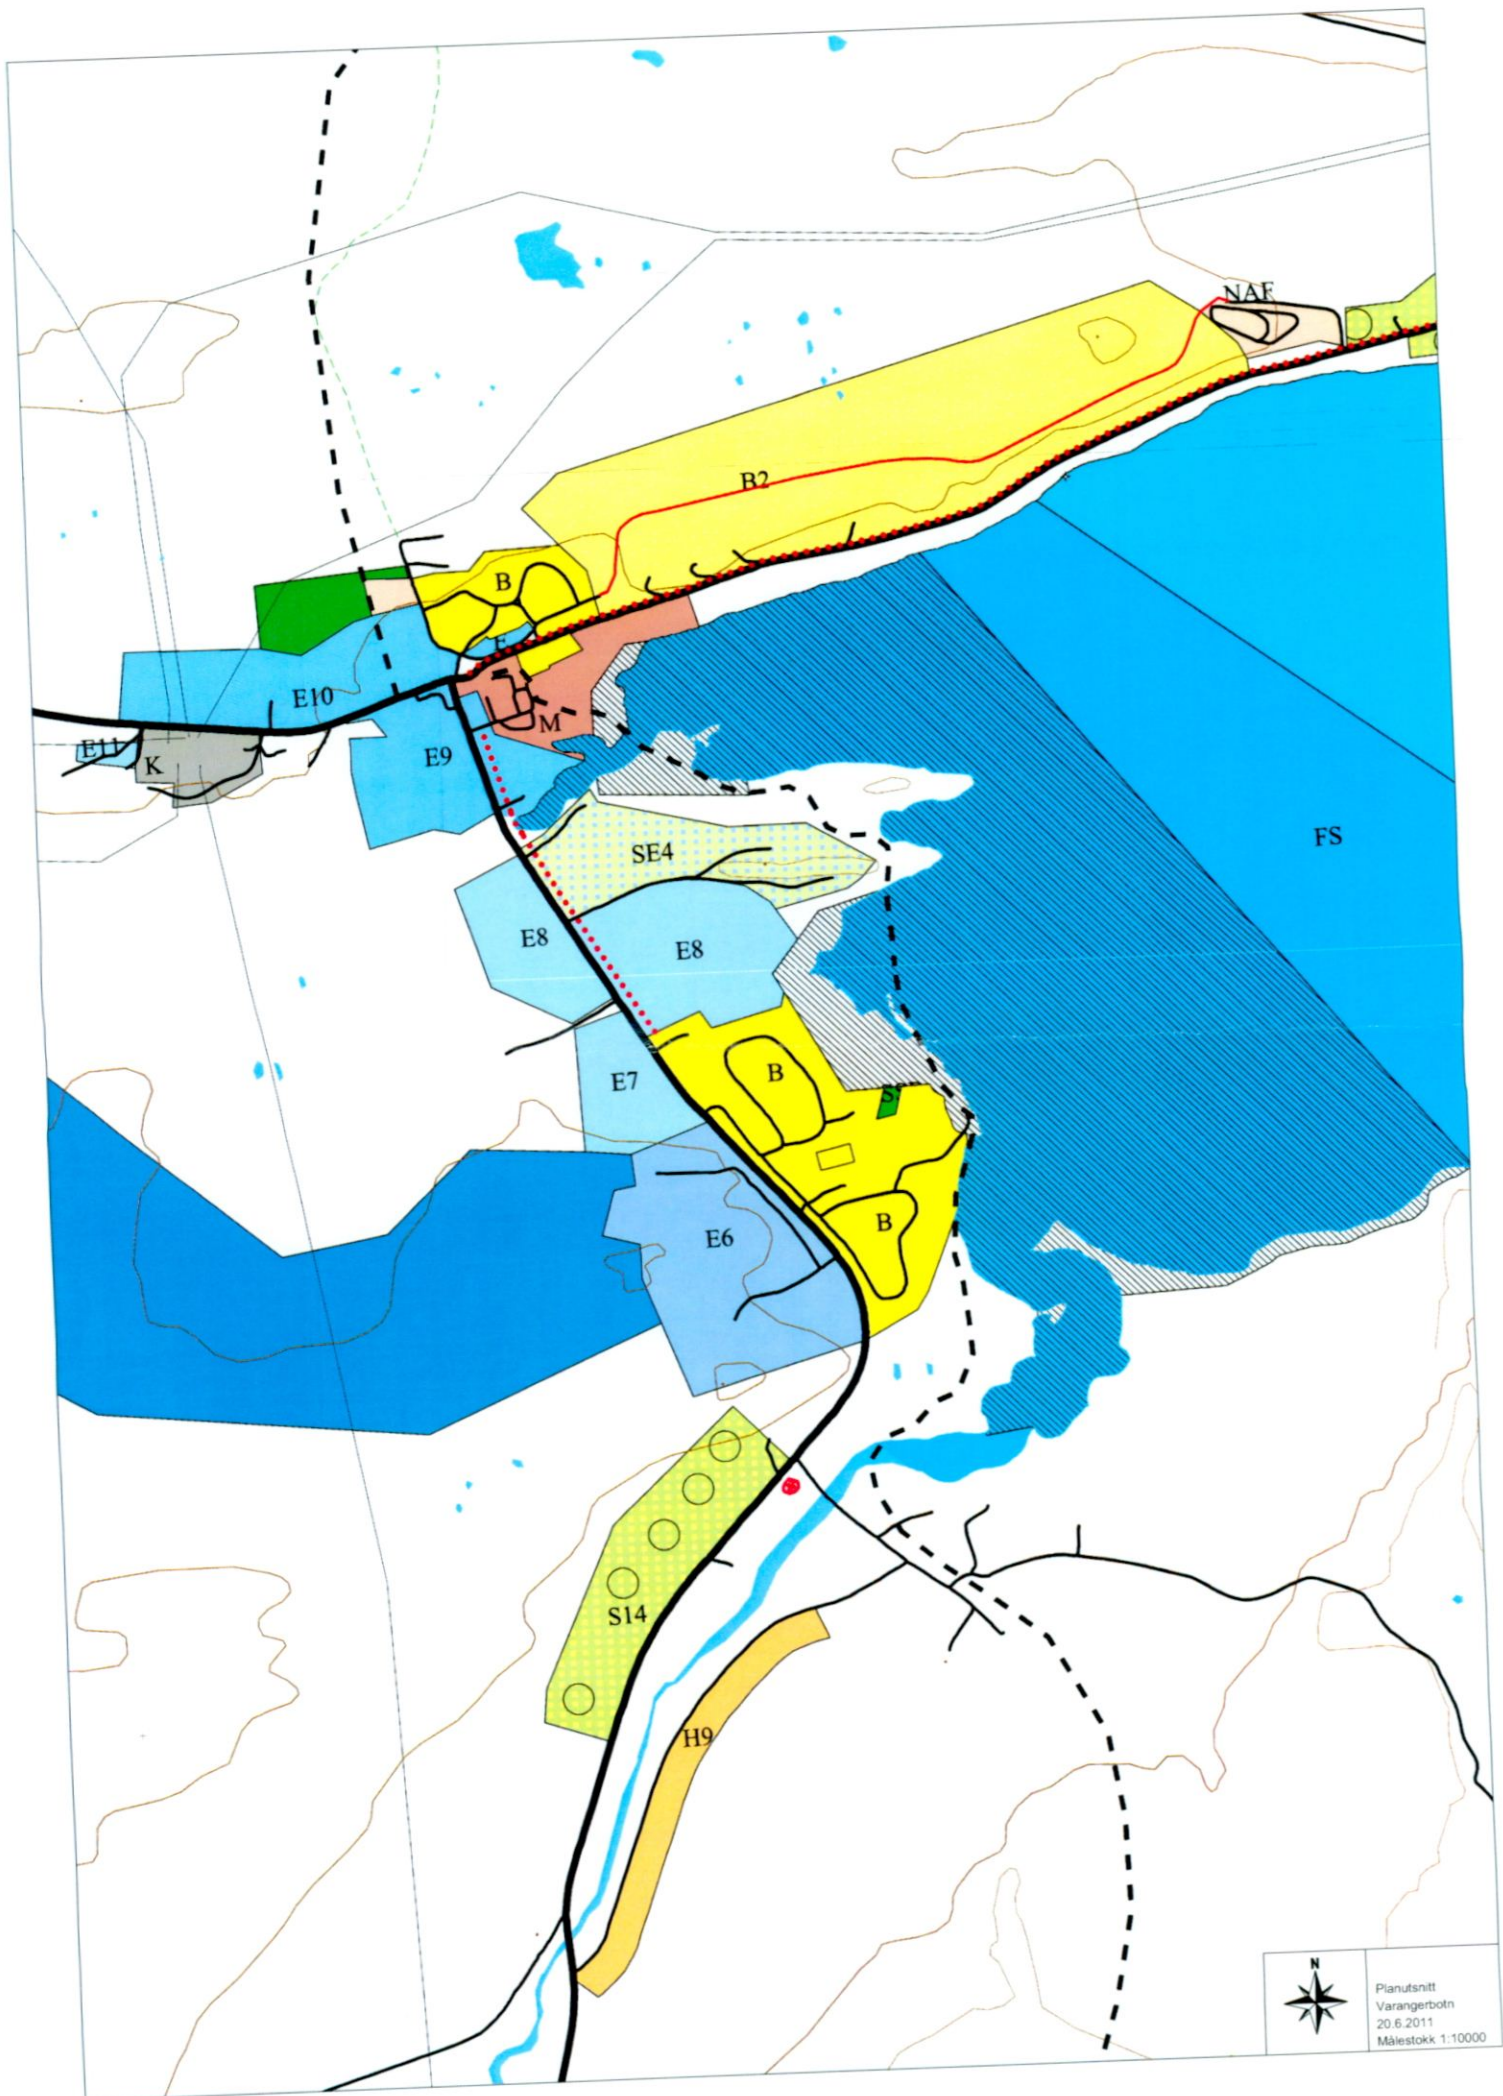 NAF
B2
B
E10
M
E11
K
E9
FS
SE4
E8
E8
B
E7
B
E6
S14
H9
N
Planutsnitt
Varangerbotn
20.6.2011
Målestokk 1:10000